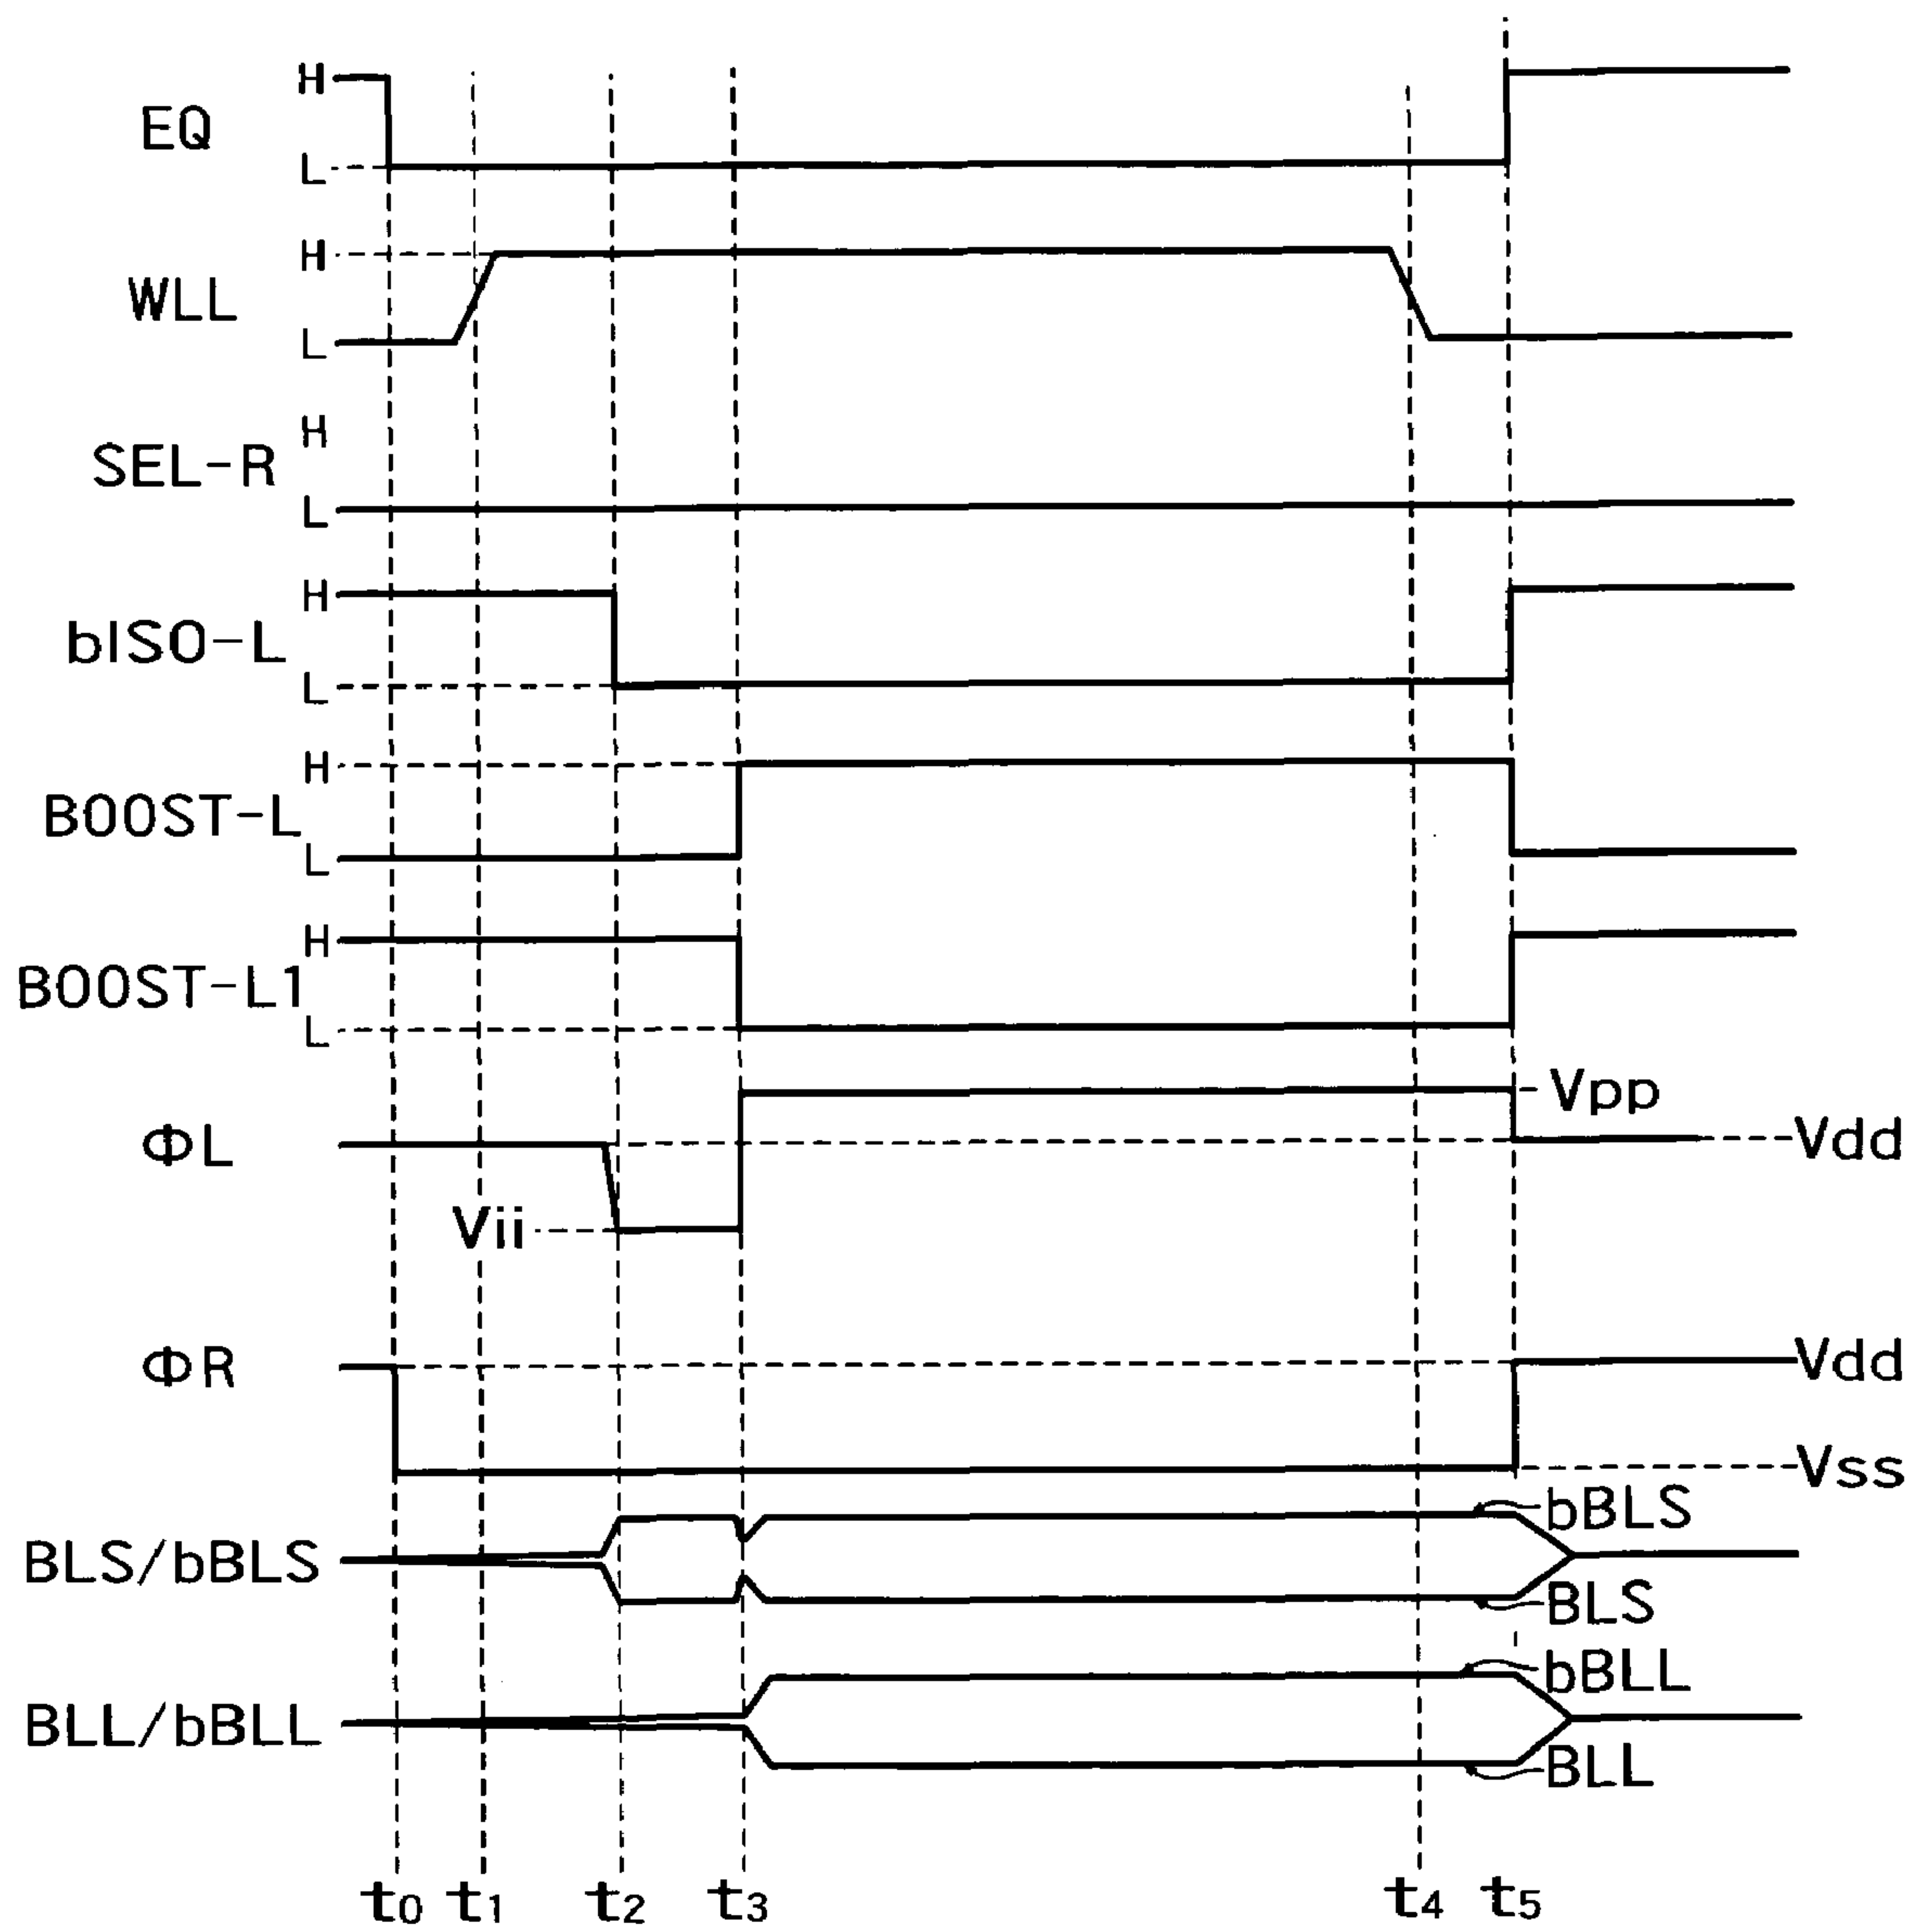 H
EQ
L
H
WLL
L
H
SEL-R
L
H
bISO-L
L
H
BOOST-L
L
H
BOOST-L1
L
Vpp
ΦL
Vdd
Vii
ΦR
Vdd
Vss
bBLS
BLS/bBLS
BLS
bBLL
BLL/bBLL
BLL
t0 t1 t2 t3 t4 t5